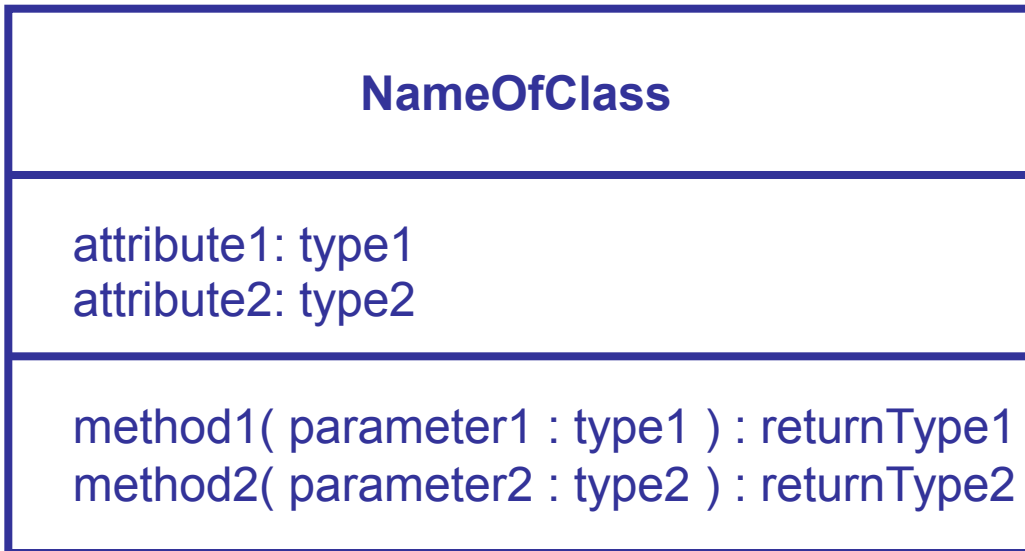 NameOfClass
attribute1: type1
attribute2: type2
method1( parameter1 : type1 ) : returnType1
method2( parameter2 : type2 ) : returnType2